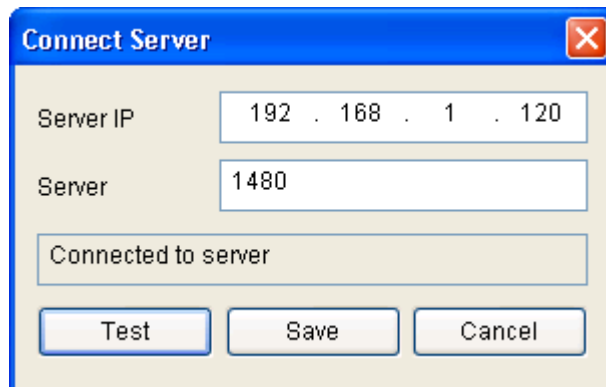 Connect Server
Server IP 192 . 168 . 1 . 120
Server 1480
Connected to server
Test Save Cancel